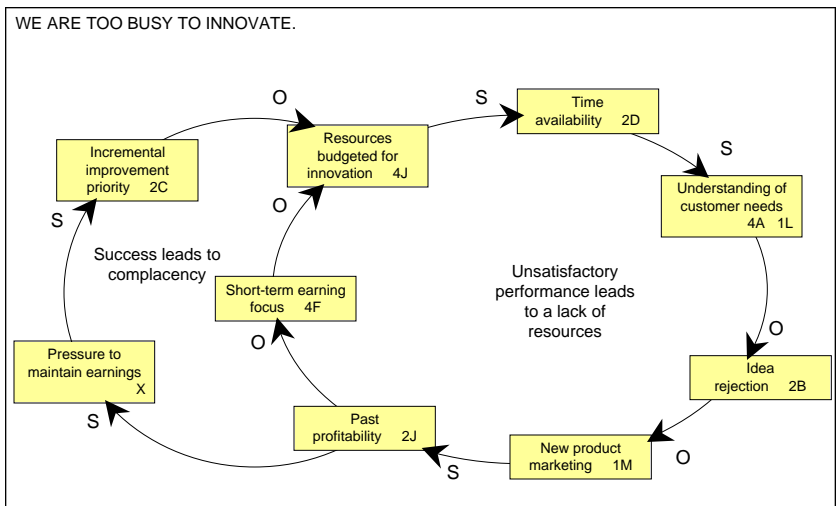 WE ARE TOO BUSY TO INNOVATE.
O
S
Time
availability 2D
Resources
budgeted for
innovation 4J
Incremental
improvement
priority 2C
S
Understanding of
customer needs
4A 1L
O
S
Success leads to
complacency
Unsatisfactory
performance leads
to a lack of
resources
Short-term earning
focus 4F
O
O
Pressure to
maintain earnings
X
Idea
rejection 2B
S
Past
profitability 2J
New product
marketing 1M
O
S